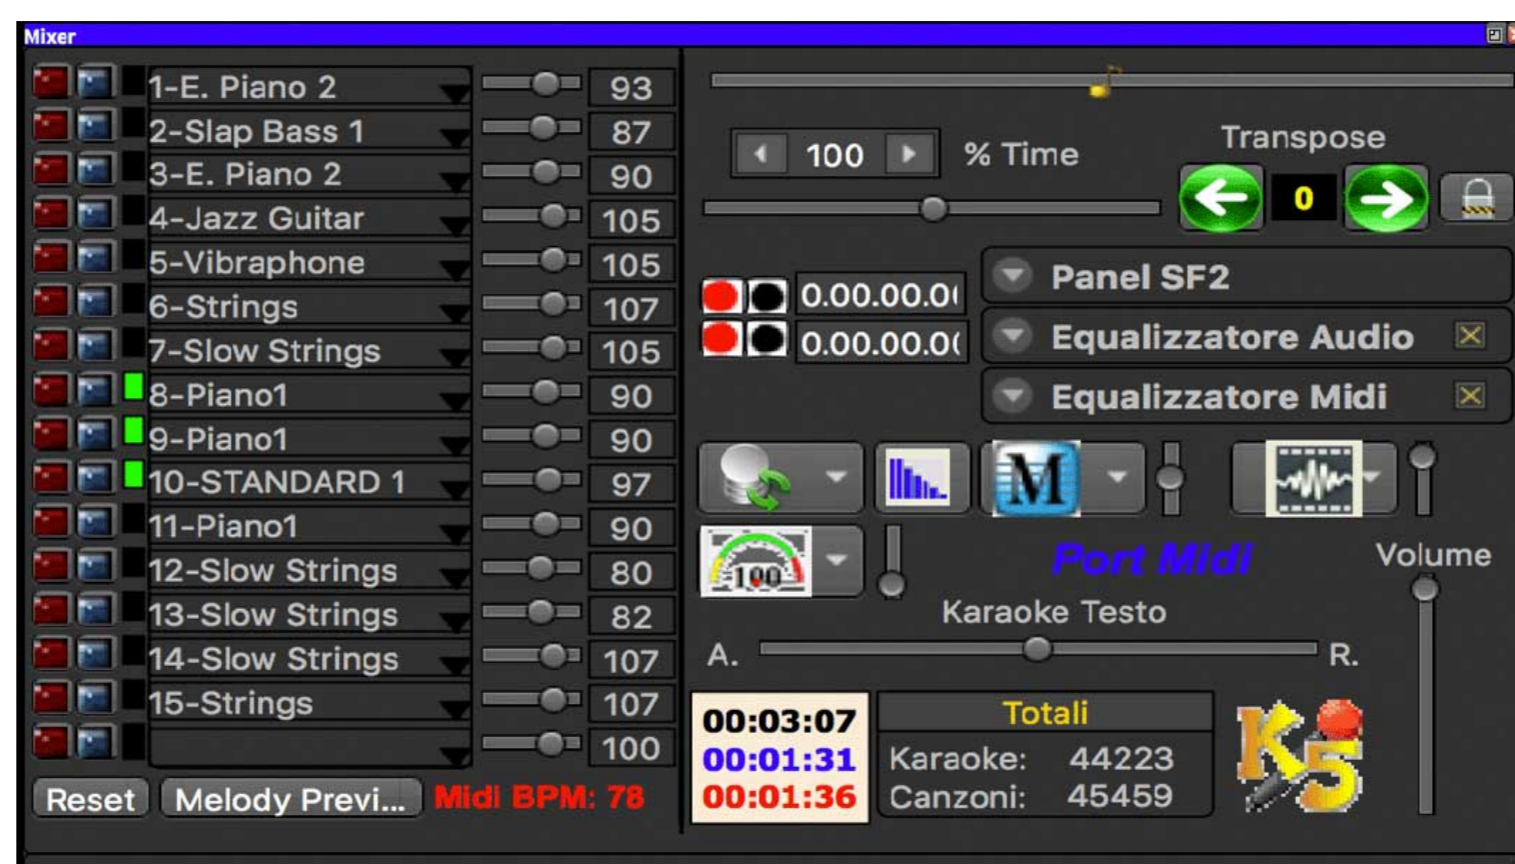 Mixer
1-E. Piano 2 93
2-Slap Bass 1 87
3-E. Piano 2 90
4-Jazz Guitar 105
5-Vibraphone 105
6-Strings 107
7-Slow Strings 105
8-Piano1 90
9-Piano1 90
10-STANDARD 1 97
11-Piano1 90
12-Slow Strings 80
13-Slow Strings 82
14-Slow Strings 107
15-Strings 107
100
Reset Melody Previ... Midi BPM: 78
100 % Time
Transpose
0
0.00.00.0
0.00.00.0
Panel SF2
Equalizzatore Audio
Equalizzatore Midi
M
100
Port Midi
Volume
Karaoke Testo
A. R.
00:03:07
00:01:31
00:01:36
Totali
Karaoke: 44223
Canzoni: 45459
K5